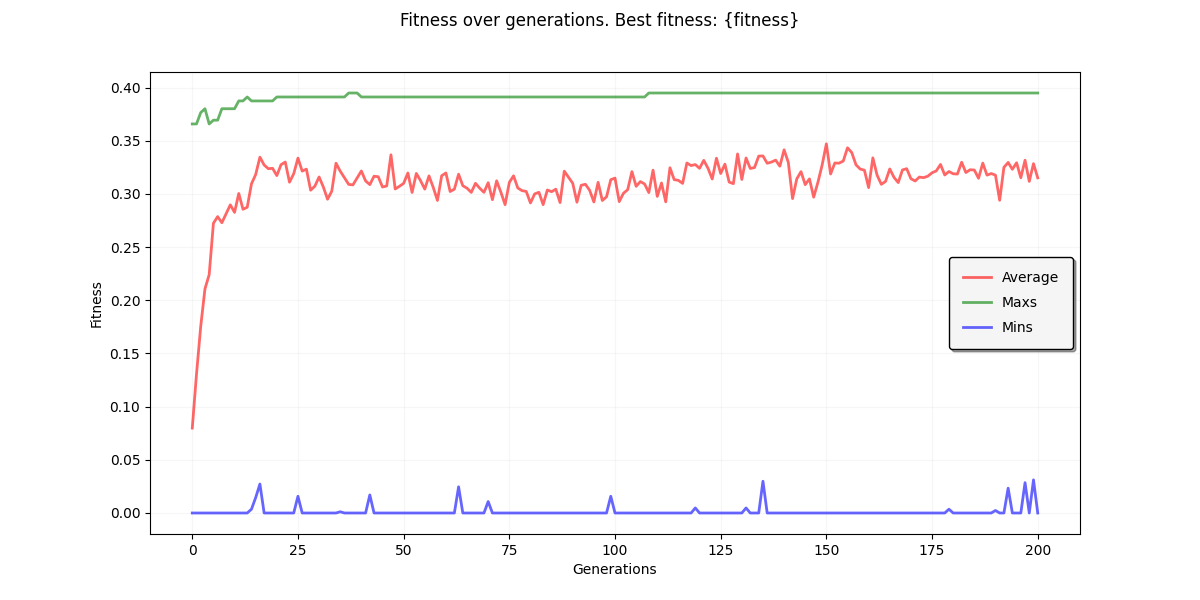 Fitness over generations. Best fitness: {fitness}
0.40
0.35
0.30
0.25
0.20
0.15
0.10
0.05
0.00
Fitness
Average
Maxs
Mins
0 25 50 75 100 125 150 175 200
Generations